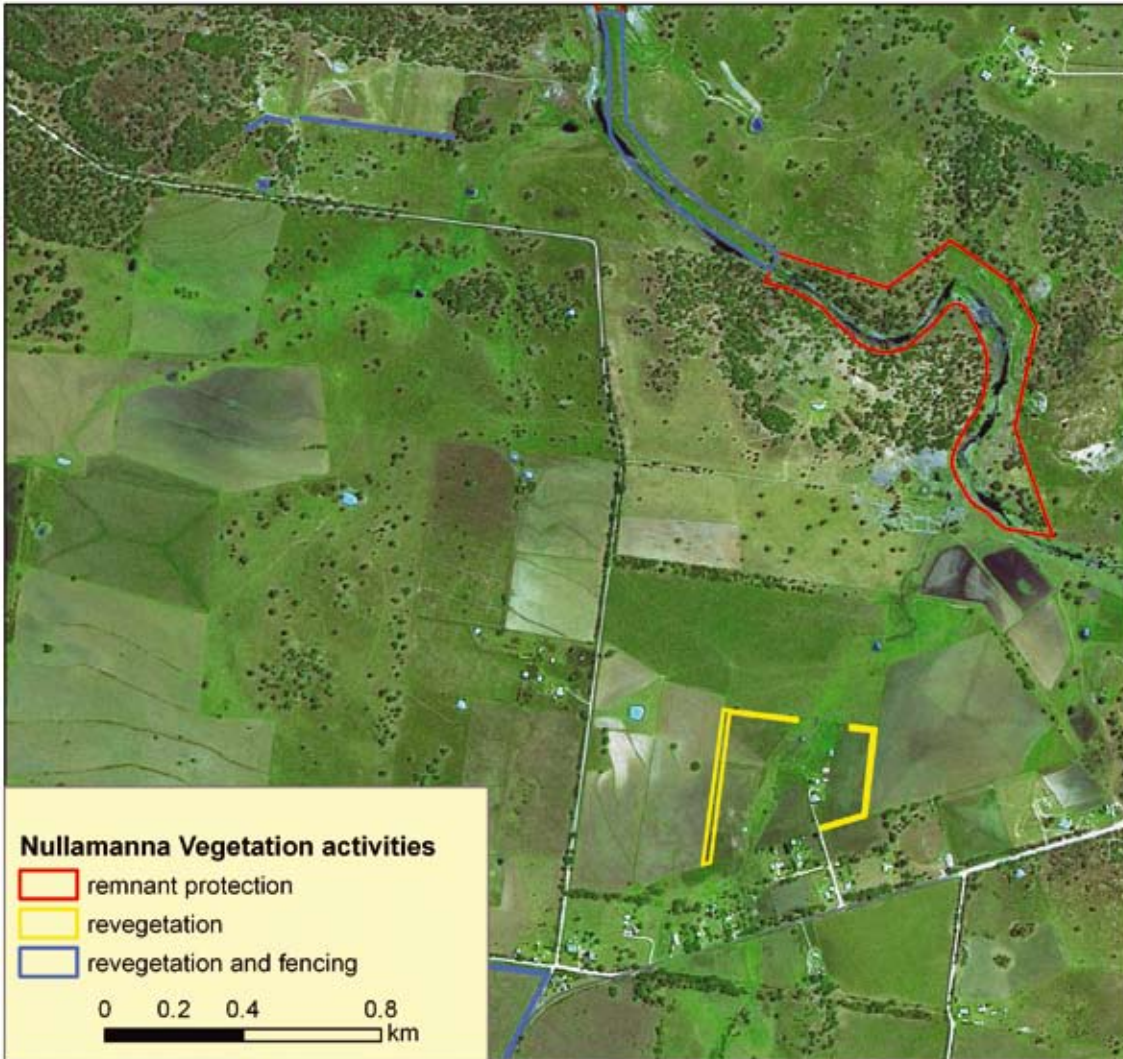 Nullamanna Vegetation activities
remnant protection
revegetation
revegetation and fencing
0 0.2 0.4 0.8
km